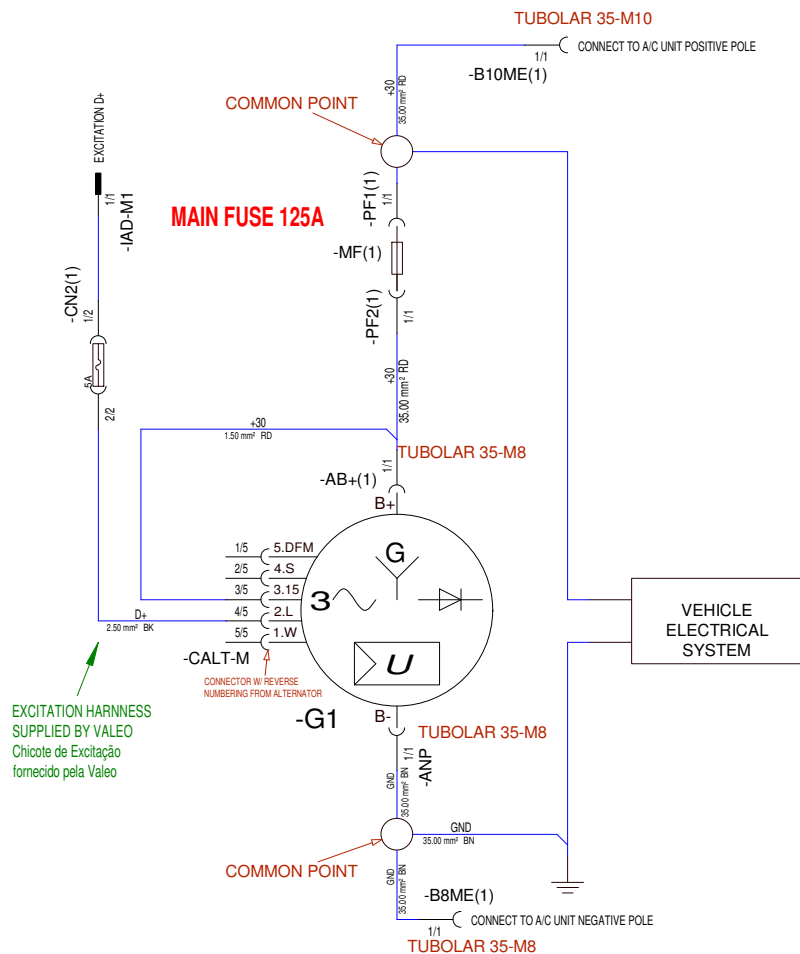 TUBOLAR 35-M10
CONNECT TO A/C UNIT POSITIVE POLE
1/1
-B10ME(1)
+30
35.00 mm² RD
COMMON POINT
EXCITATION D+
1/1
-IAD-M1
MAIN FUSE 125A
-PF1(1)
1/1
-MF(1)
-PF2(1)
1/1
-CN2(1)
1/2
5A
2/2
+30
35.00 mm² RD
+30
1.50 mm² RD
TUBOLAR 35-M8
-AB+(1)
1/1
B+
G
3
U
1/5 5.DFM
2/5 4.S
3/5 3.15
4/5 2.L
5/5 1.W
D+
2.50 mm² BK
-CALT-M
CONNECTOR W/ REVERSE
NUMBERING FROM ALTERNATOR
VEHICLE
ELECTRICAL
SYSTEM
EXCITATION HARNNESS
SUPPLIED BY VALEO
Chicote de Excitação
fornecido pela Valeo
-G1
B-
TUBOLAR 35-M8
1/1
-ANP
GND
35.00 mm² BN
GND
35.00 mm² BN
COMMON POINT
GND
35.00 mm² BN
-B8ME(1)
1/1
CONNECT TO A/C UNIT NEGATIVE POLE
TUBOLAR 35-M8